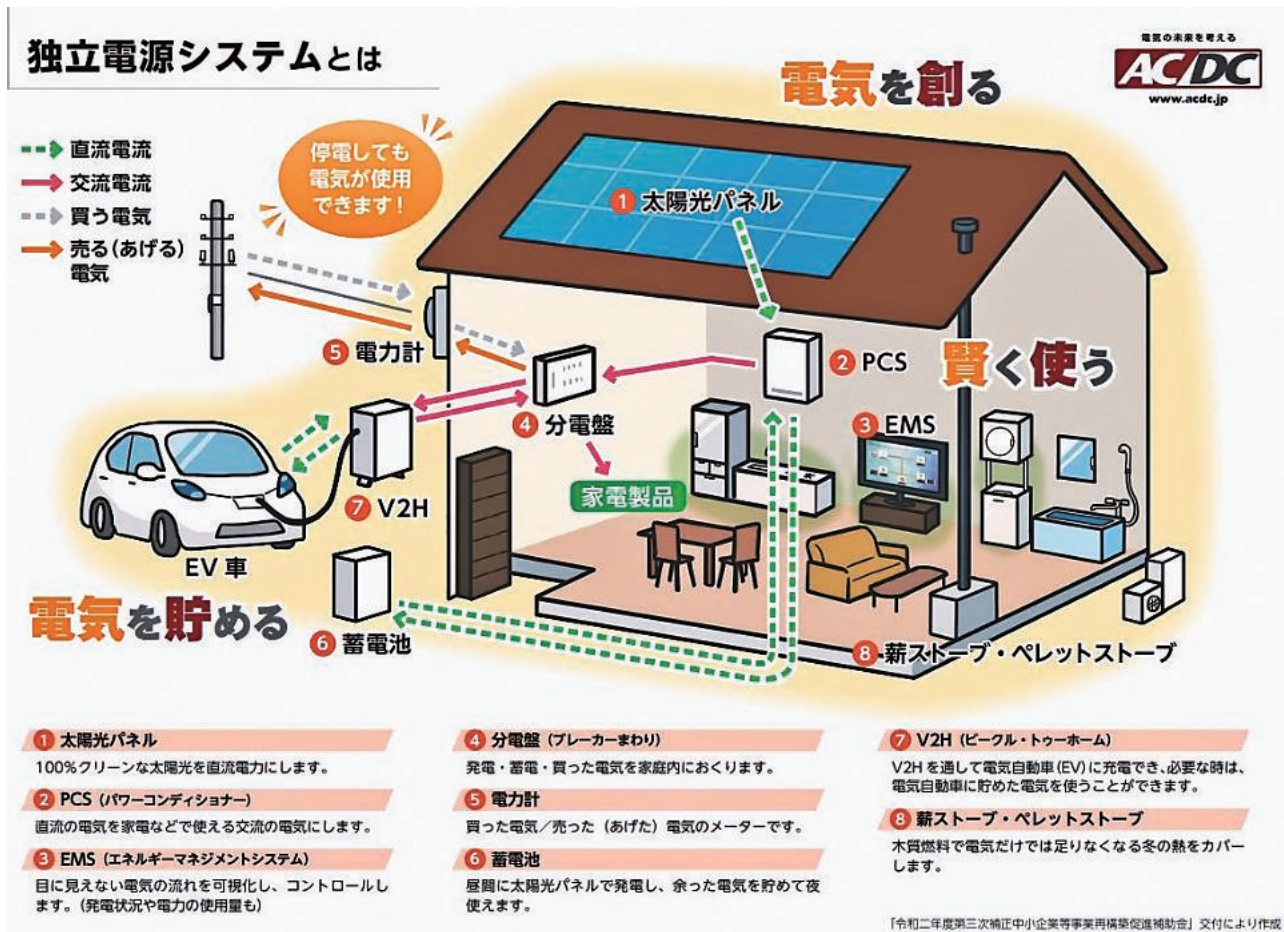 独立電源システムとは
電気の未来を考える
AC/DC
www.acdc.jp
電気を創る
直流電流
交流電流
買う電気
売る(あげる)
電気
停電しても
電気が使用
できます!
1 太陽光パネル
2 PCS
賢く使う
5 電力計
4 分電盤
3 EMS
家電製品
7 V2H
EV車
電気を貯める
6 蓄電池
8 薪ストーブ・ペレットストーブ
1 太陽光パネル
100%クリーンな太陽光を直流電力にします。
2 PCS(パワーコンディショナー)
直流の電気を家電などで使える交流の電気にします。
3 EMS(エネルギーマネジメントシステム)
目に見えない電気の流れを可視化し、コントロールし
ます。(発電状況や電力の使用量も)
4 分電盤(ブレーカーまわり)
発電・蓄電・買った電気を家庭内におくります。
5 電力計
買った電気/売った(あげた)電気のメーターです。
6 蓄電池
昼間に太陽光パネルで発電し、余った電気を貯めて夜
使えます。
7 V2H(ビークル・トゥーホーム)
V2Hを通して電気自動車(EV)に充電でき、必要な時は、
電気自動車に貯めた電気を使うことができます。
8 薪ストーブ・ペレットストーブ
木質燃料で電気だけでは足りなくなる冬の熱をカバー
します。
「令和二年度第三次補正中小企業等事業再構築促進補助金」交付により作成